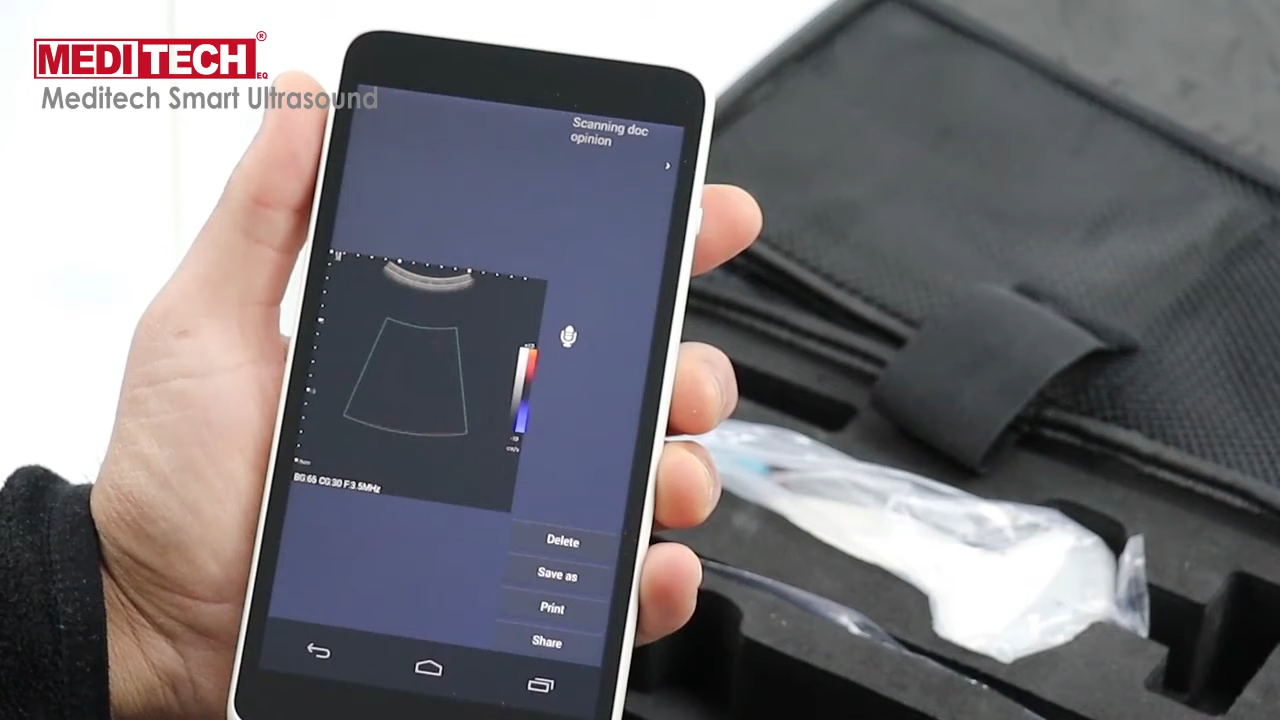 MEDITECH®
EQ
Meditech Smart Ultrasound
Scanning doc
opinion
BG:65 CG:30 F:3.5MHz
Delete
Save as
Print
Share